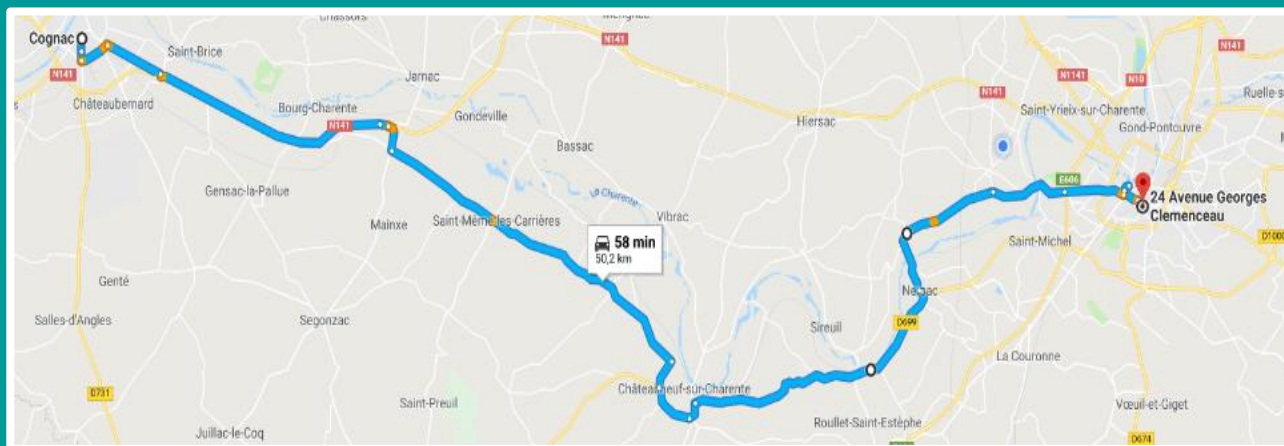 Chassors
Cognac
Saint-Brice
N141
N141
N10
N141
N1141
Jarnac
N141
Ruelle-s
Châteaubernard
Bourg-Charente
N141
Gondeville
Hiersac
Saint-Yrieix-sur-Charente
Gond-Pontouvre
Bassac
Gensac-la-Pallue
La Charente
E606
24 Avenue Georges
Clemenceau
Mainxe
Saint-Même-les-Carrières
Vibrac
58 min
50,2 km
Saint-Michel
D1000
Genté
Nersac
Salles-d'Angles
Segonzac
Sireuil
D699
La Couronne
D731
Châteauneuf-sur-Charente
Saint-Preuil
Roullet-Saint-Estèphe
Vœuil-et-Giget
Juillac-le-Coq
D674